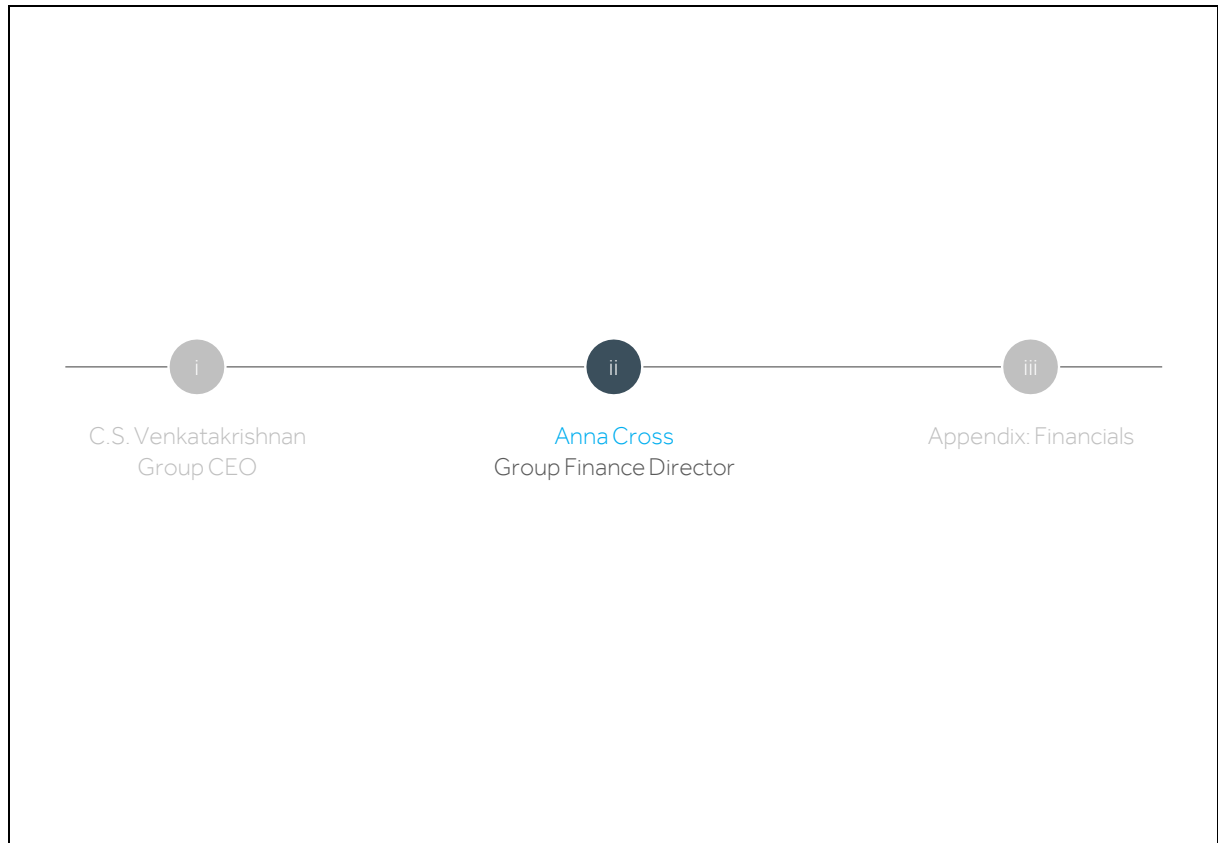 i
C.S. Venkatakrishnan
Group CEO
ii
Anna Cross
Group Finance Director
iii
Appendix: Financials